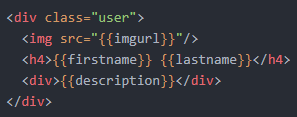 <div class="user">
<img src="{{imgurl}}"/>
<h4>{{firstname}} {{lastname}}</h4>
<div>{{description}}</div>
</div>